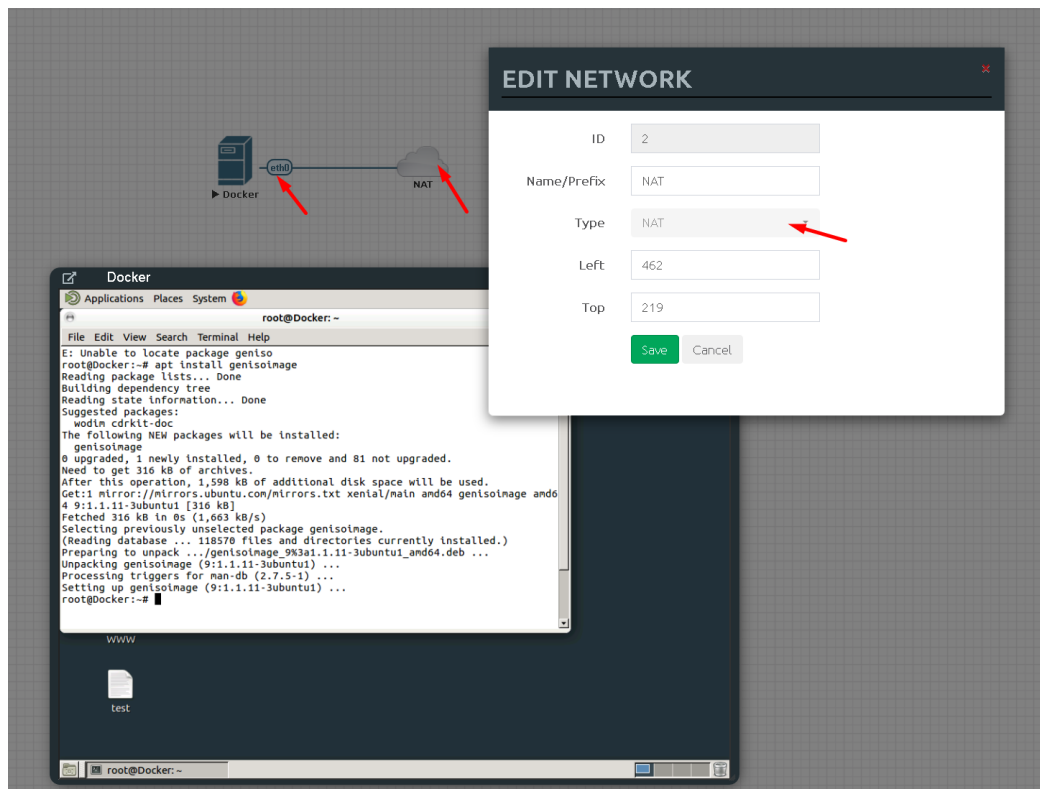 EDIT NETWORK
×
ID
2
Name/Prefix
NAT
Type
NAT
Left
462
Top
219
Save Cancel
eth0
NAT
Docker
Docker
Applications Places System
root@Docker: ~
File Edit View Search Terminal Help
E: Unable to locate package geniso
root@Docker:~# apt install genisoimage
Reading package lists... Done
Building dependency tree
Reading state information... Done
Suggested packages:
  wodim cdrkit-doc
The following NEW packages will be installed:
  genisoimage
0 upgraded, 1 newly installed, 0 to remove and 81 not upgraded.
Need to get 316 kB of archives.
After this operation, 1,598 kB of additional disk space will be used.
Get:1 mirror://mirrors.ubuntu.com/mirrors.txt xenial/main amd64 genisoimage amd6
4 9:1.1.11-3ubuntu1 [316 kB]
Fetched 316 kB in 0s (1,663 kB/s)
Selecting previously unselected package genisoimage.
(Reading database ... 118570 files and directories currently installed.)
Preparing to unpack .../genisoimage_9%3a1.1.11-3ubuntu1_amd64.deb ...
Unpacking genisoimage (9:1.1.11-3ubuntu1) ...
Processing triggers for man-db (2.7.5-1) ...
Setting up genisoimage (9:1.1.11-3ubuntu1) ...
root@Docker:~#
www
test
root@Docker: ~